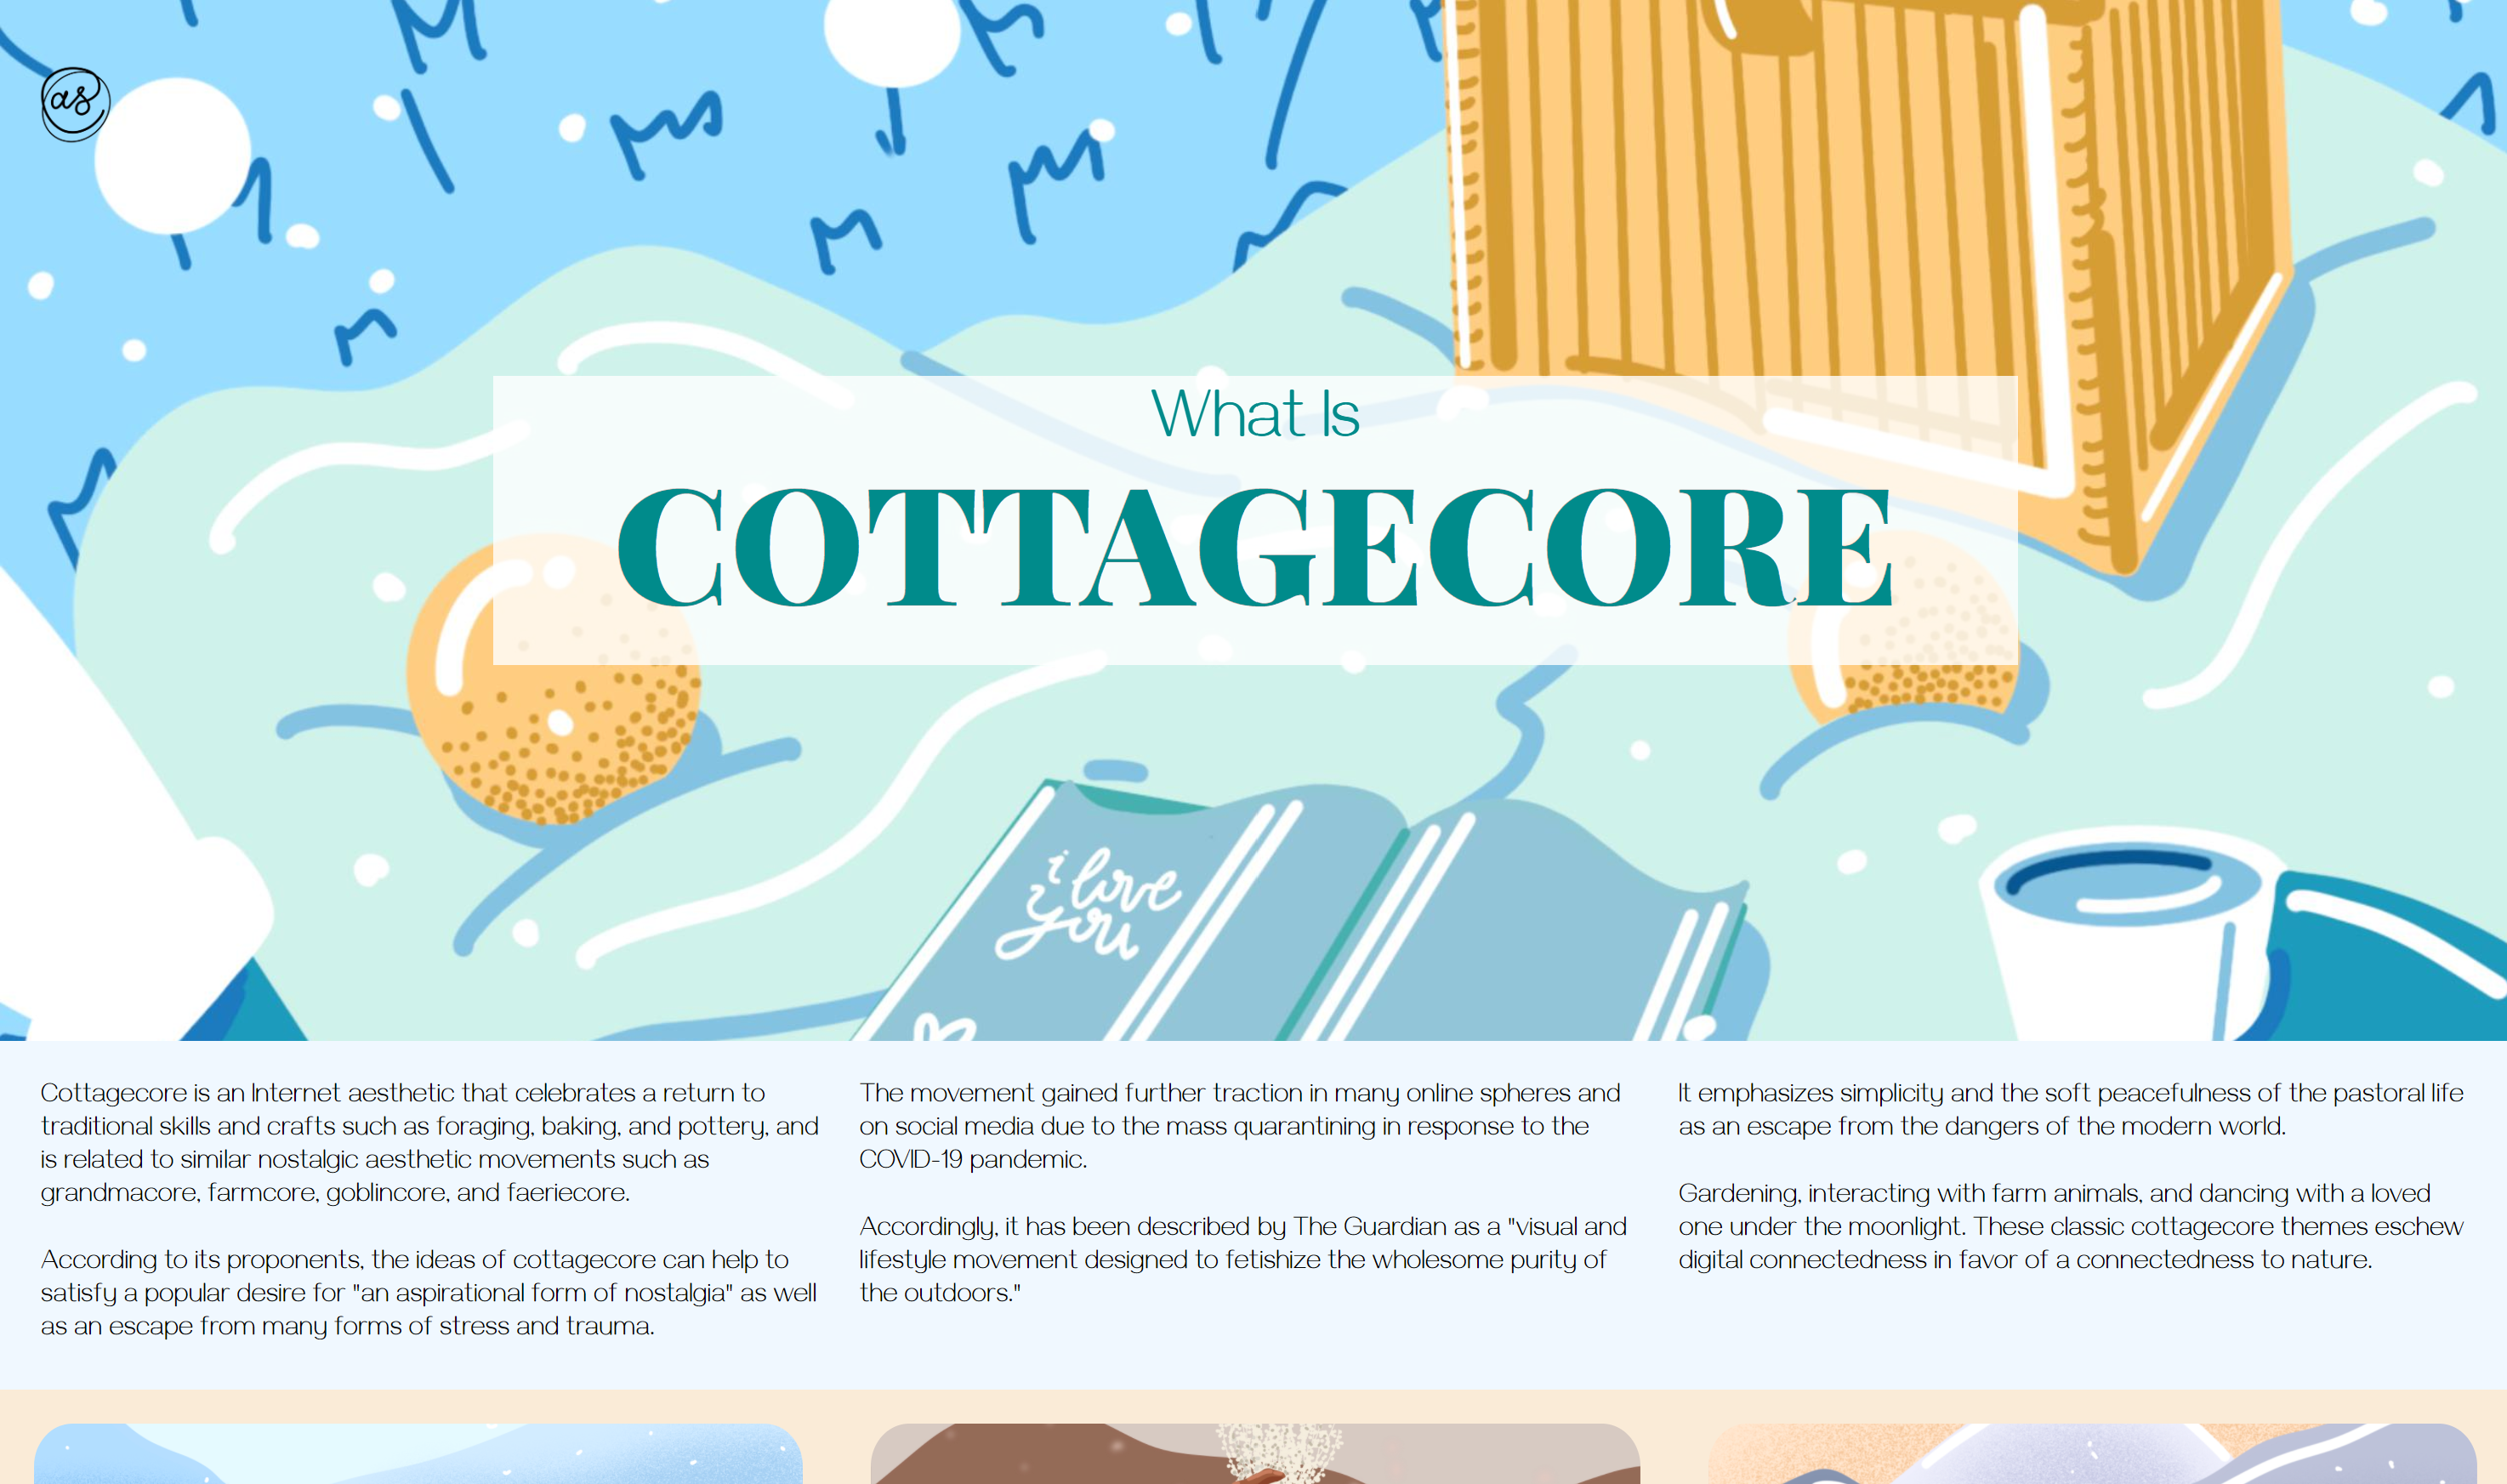 as
What Is
COTTAGECORE
i love
you
Cottagecore is an Internet aesthetic that celebrates a return to
traditional skills and crafts such as foraging, baking, and pottery, and
is related to similar nostalgic aesthetic movements such as
grandmacore, farmcore, goblincore, and faeriecore.
According to its proponents, the ideas of cottagecore can help to
satisfy a popular desire for "an aspirational form of nostalgia" as well
as an escape from many forms of stress and trauma.
The movement gained further traction in many online spheres and
on social media due to the mass quarantining in response to the
COVID-19 pandemic.
Accordingly, it has been described by The Guardian as a "visual and
lifestyle movement designed to fetishize the wholesome purity of
the outdoors."
It emphasizes simplicity and the soft peacefulness of the pastoral life
as an escape from the dangers of the modern world.
Gardening, interacting with farm animals, and dancing with a loved
one under the moonlight. These classic cottagecore themes eschew
digital connectedness in favor of a connectedness to nature.